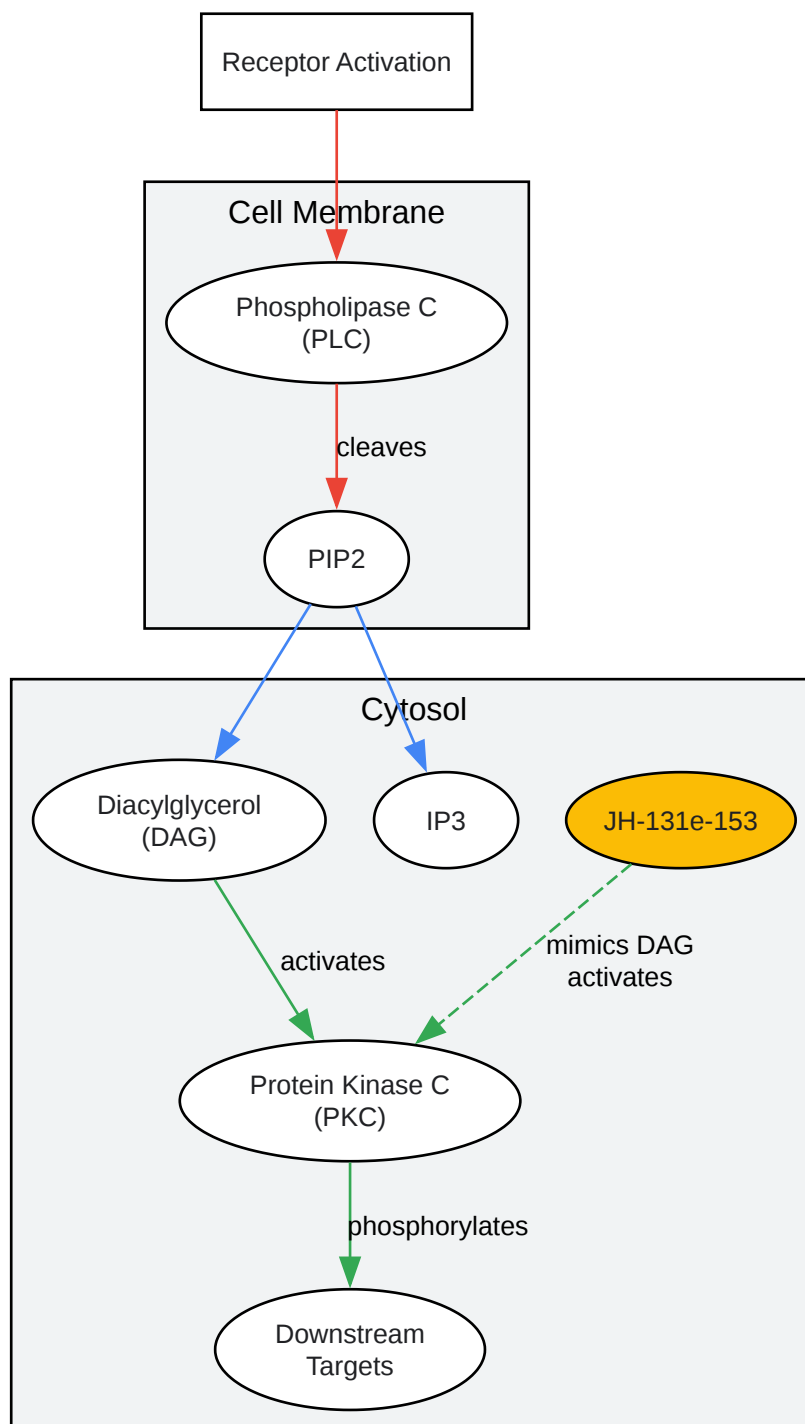 Receptor Activation
Cell Membrane
Phospholipase C
(PLC)
cleaves
PIP2
Cytosol
Diacylglycerol
(DAG)
IP3
JH-131e-153
activates
mimics DAG
activates
Protein Kinase C
(PKC)
phosphorylates
Downstream
Targets